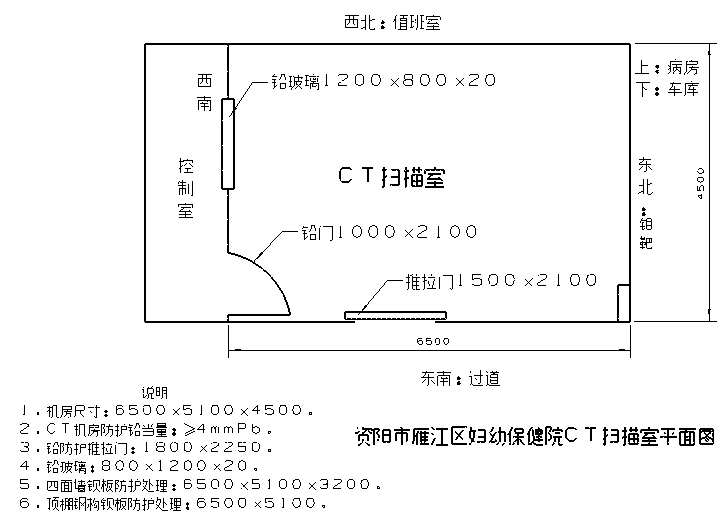 西北：值班室
西南
铅玻璃1200×800×20
上：病房
下：车库
控制室
CT扫描室
东北：钼靶
4500
铅门1000×2100
推拉门1500×2100
6500
东南：过道
说明
1．机房尺寸：6500×5100×4500。
2．CT机房防护铅当量：≥4mmPb。
3．铅防护推拉门：1800×2250。
4．铅玻璃：800×1200×20。
5．四面墙钡板防护处理：6500×5100×3200。
6．顶棚钢构钡板防护处理：6500×5100。
资阳市雁江区妇幼保健院CT扫描室平面图